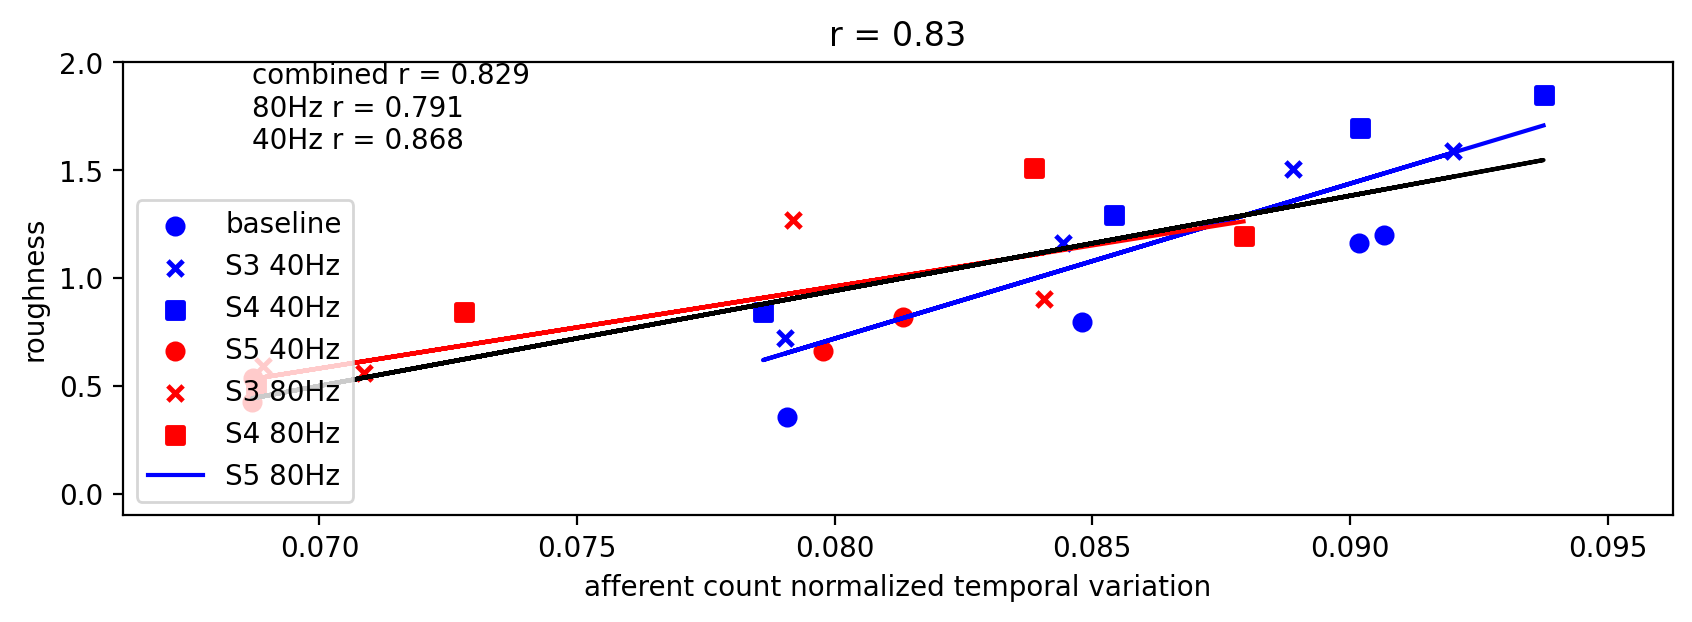 r = 0.83
combined r = 0.829
80Hz r = 0.791
40Hz r = 0.868
2.0
1.5
1.0
0.5
0.0
roughness
baseline
S3 40Hz
S4 40Hz
S5 40Hz
S3 80Hz
S4 80Hz
S5 80Hz
0.070
0.075
0.080
0.085
0.090
0.095
afferent count normalized temporal variation